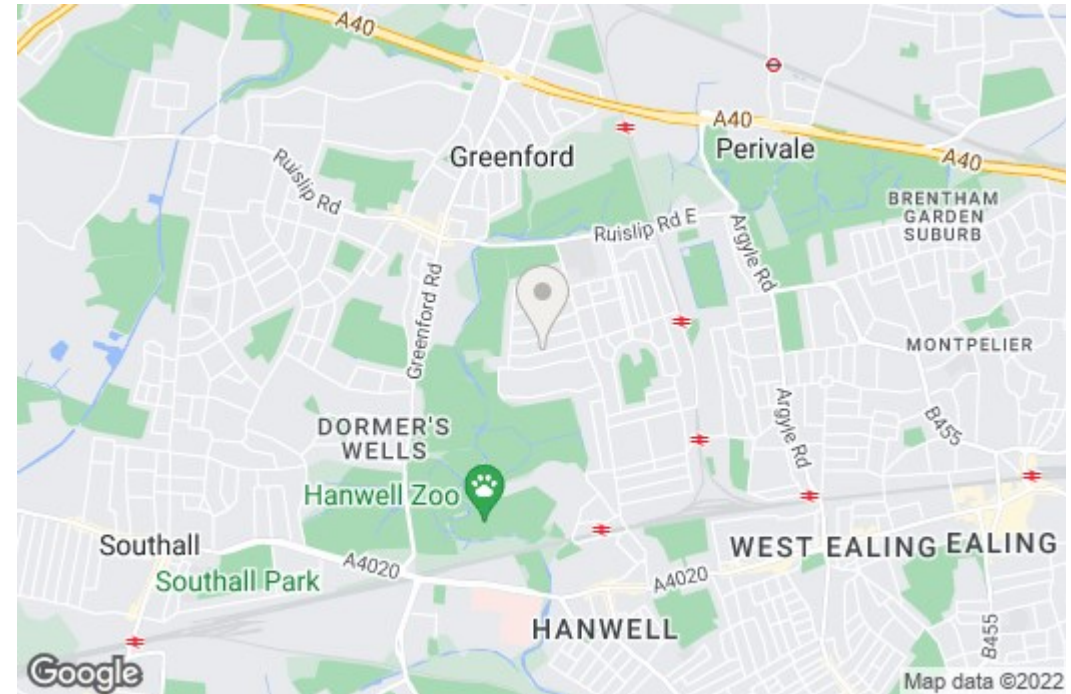 A40
Greenford
A40
Perivale
A40
Ruislip Rd
BRENTHAM
GARDEN
SUBURB
Ruislip Rd E
Argyle Rd
Greenford Rd
MONTPELIER
DORMER'S
WELLS
Argyle Rd
B455
Hanwell Zoo
Southall
WEST EALING
EALING
A4020
Southall Park
A4020
HANWELL
B455
Google
Map data ©2022